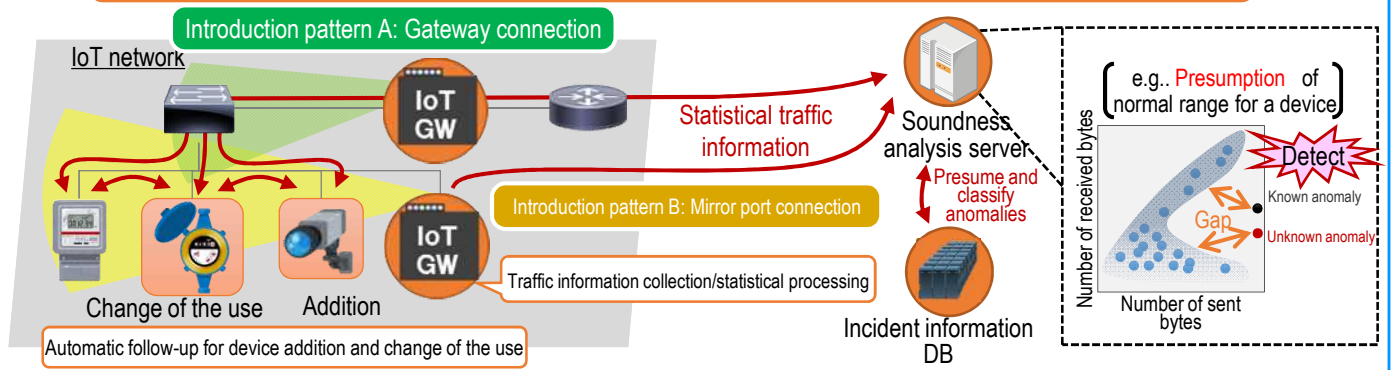 Introduction pattern A: Gateway connection
IoT network
IoT
GW
Statistical traffic
information
Soundness
analysis server
Presume and
classify
anomalies
Introduction pattern B: Mirror port connection
IoT
GW
Traffic information collection/statistical processing
Change of the use
Addition
Automatic follow-up for device addition and change of the use
Incident information
DB
e.g.. Presumption of
normal range for a device
Number of received bytes
Detect
Known anomaly
Gap
Unknown anomaly
Number of sent
bytes